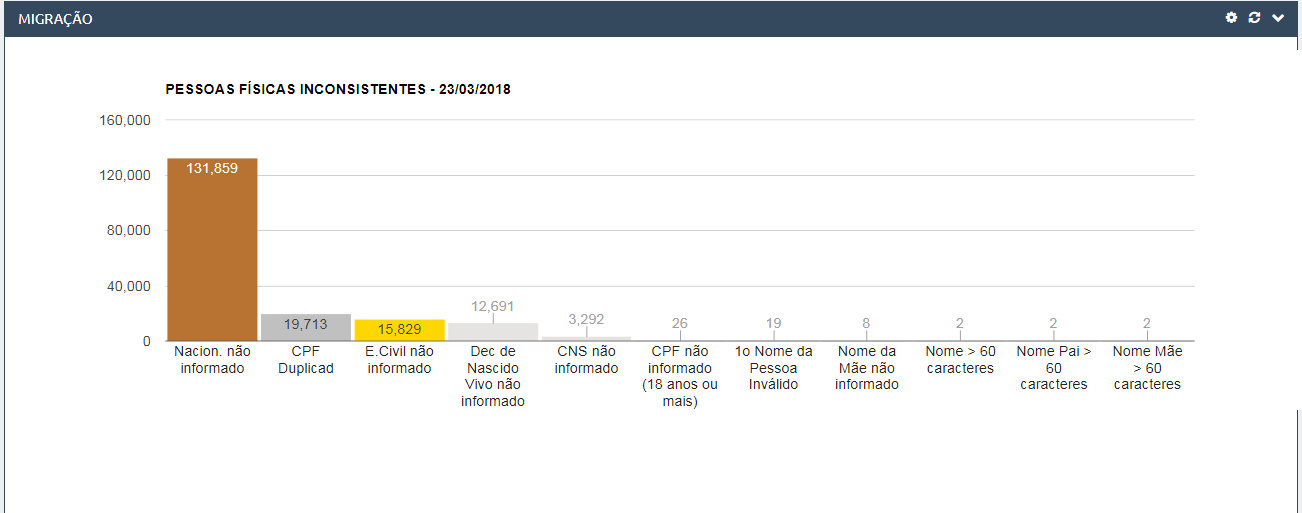 MIGRAÇÃO
PESSOAS FÍSICAS INCONSISTENTES - 23/03/2018
160,000
120,000
80,000
40,000
0
131,859
19,713
15,829
12,691
3,292
26
19
8
2
2
2
Nacion. não
informado
CPF
Duplicad
E.Civil não
informado
Dec de
Nascido
Vivo não
informado
CNS não
informado
CPF não
informado
(18 anos ou
mais)
1o Nome da
Pessoa
Inválido
Nome da
Mãe não
informado
Nome > 60
caracteres
Nome Pai >
60
caracteres
Nome Mãe
> 60
caracteres